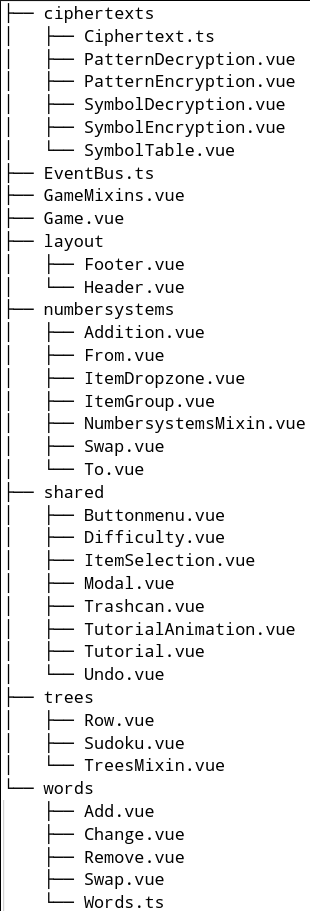 ├── ciphertexts
│   ├── Ciphertext.ts
│   ├── PatternDecryption.vue
│   ├── PatternEncryption.vue
│   ├── SymbolDecryption.vue
│   ├── SymbolEncryption.vue
│   └── SymbolTable.vue
├── EventBus.ts
├── GameMixins.vue
├── Game.vue
├── layout
│   ├── Footer.vue
│   └── Header.vue
├── numbersystems
│   ├── Addition.vue
│   ├── From.vue
│   ├── ItemDropzone.vue
│   ├── ItemGroup.vue
│   ├── NumbersystemsMixin.vue
│   ├── Swap.vue
│   └── To.vue
├── shared
│   ├── Buttonmenu.vue
│   ├── Difficulty.vue
│   ├── ItemSelection.vue
│   ├── Modal.vue
│   ├── Trashcan.vue
│   ├── TutorialAnimation.vue
│   ├── Tutorial.vue
│   └── Undo.vue
├── trees
│   ├── Row.vue
│   ├── Sudoku.vue
│   └── TreesMixin.vue
└── words
    ├── Add.vue
    ├── Change.vue
    ├── Remove.vue
    ├── Swap.vue
    └── Words.ts